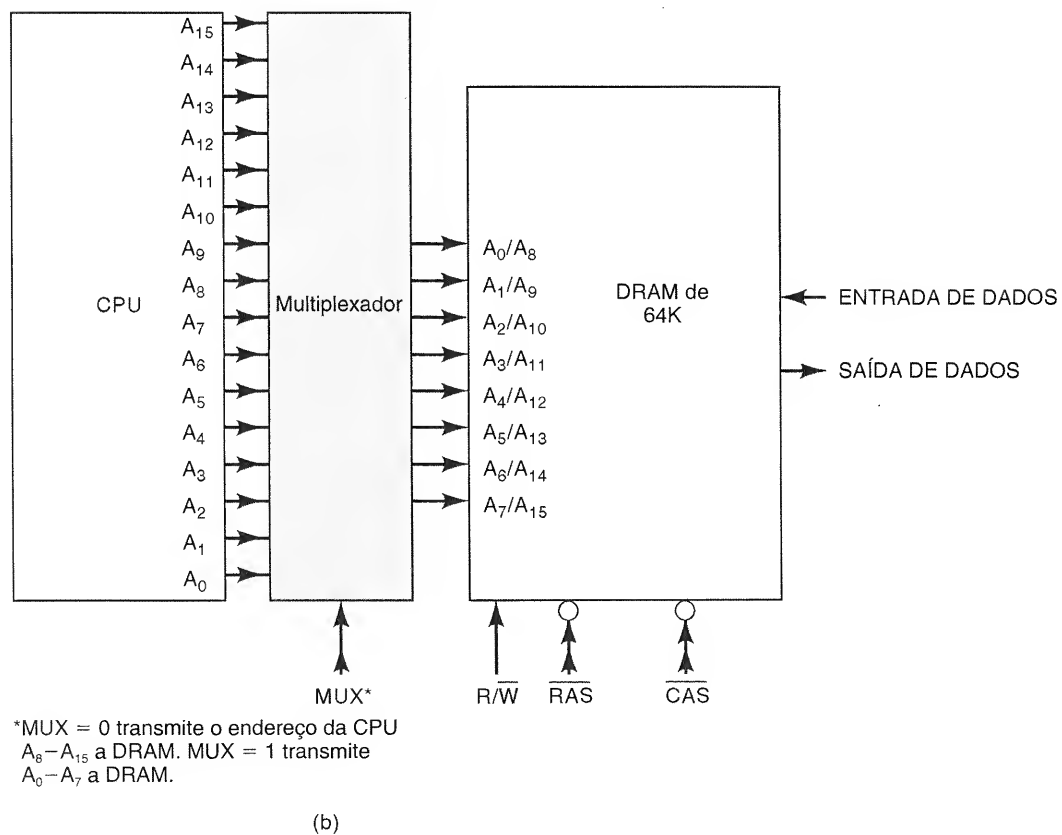 A₁₅
A₁₄
A₁₃
A₁₂
A₁₁
A₁₀
A₉
A₈
A₇
A₆
A₅
A₄
A₃
A₂
A₁
A₀
CPU
Multiplexador
A₀/A₈
A₁/A₉
A₂/A₁₀
A₃/A₁₁
A₄/A₁₂
A₅/A₁₃
A₆/A₁₄
A₇/A₁₅
DRAM de
64K
ENTRADA DE DADOS
SAÍDA DE DADOS
MUX*
R/W̅
R̅A̅S̅
C̅A̅S̅
*MUX = 0 transmite o endereço da CPU
A₈–A₁₅ a DRAM. MUX = 1 transmite
A₀–A₇ a DRAM.
(b)